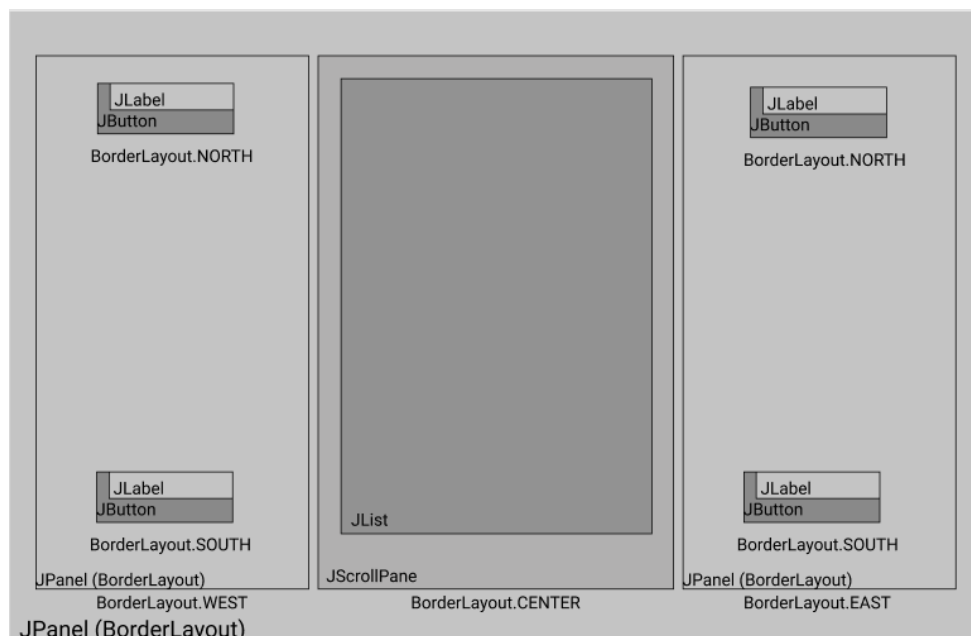 JLabel
JButton
BorderLayout.NORTH
JLabel
JButton
BorderLayout.SOUTH
JPanel (BorderLayout)
BorderLayout.WEST
JList
JScrollPane
BorderLayout.CENTER
JLabel
JButton
BorderLayout.NORTH
JLabel
JButton
BorderLayout.SOUTH
JPanel (BorderLayout)
BorderLayout.EAST
JPanel (BorderLayout)